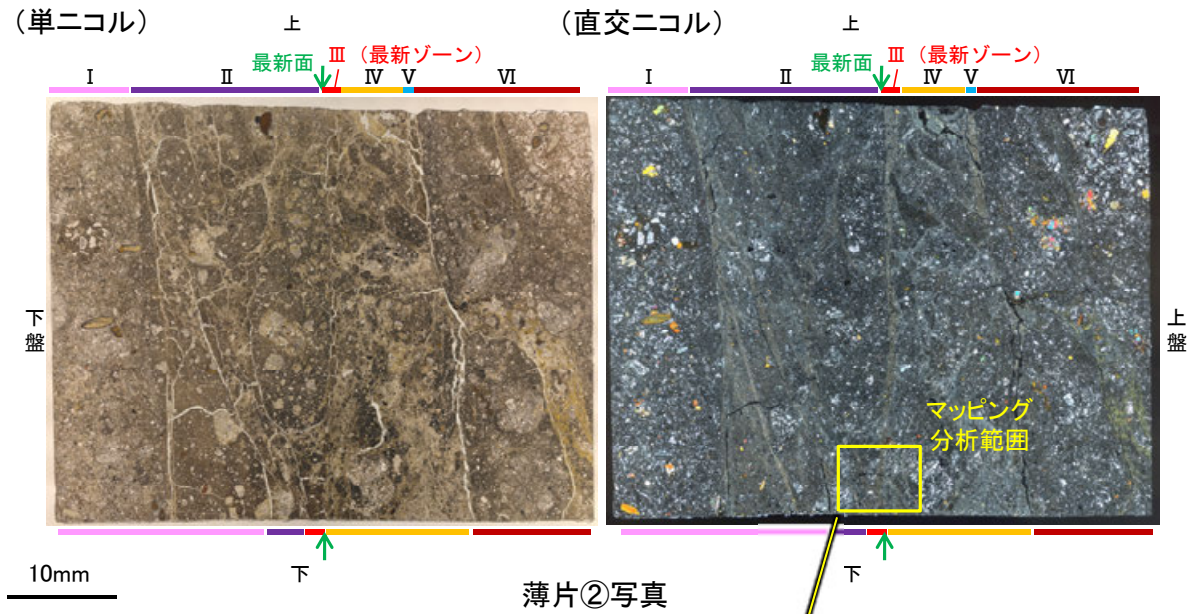 (単ニコル)
上
最新面
Ⅲ (最新ゾーン)
Ⅰ
Ⅱ
Ⅳ
Ⅴ
Ⅵ
下盤
下
10mm
(直交ニコル)
上
最新面
Ⅲ (最新ゾーン)
Ⅰ
Ⅱ
Ⅳ
Ⅴ
Ⅵ
上盤
マッピング
分析範囲
下
薄片②写真